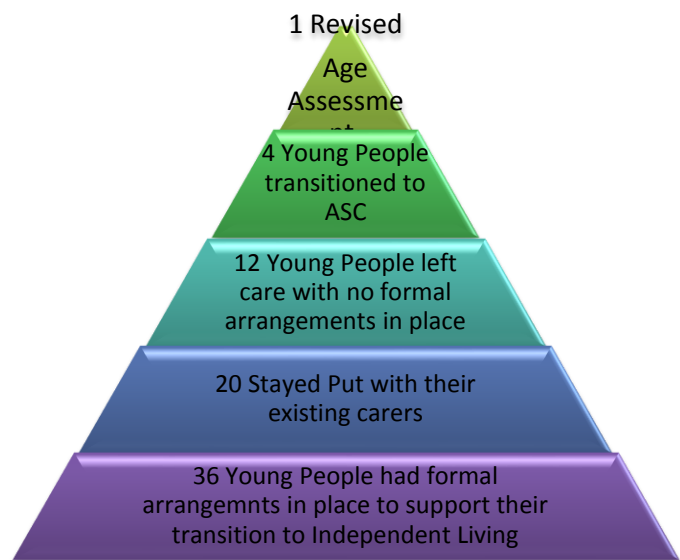 1 Revised
Age
Assessme
nt
4 Young People
transitioned to
ASC
12 Young People left
care with no formal
arrangements in place
20 Stayed Put with their
existing carers
36 Young People had formal
arrangemnts in place to support their
transition to Independent Living